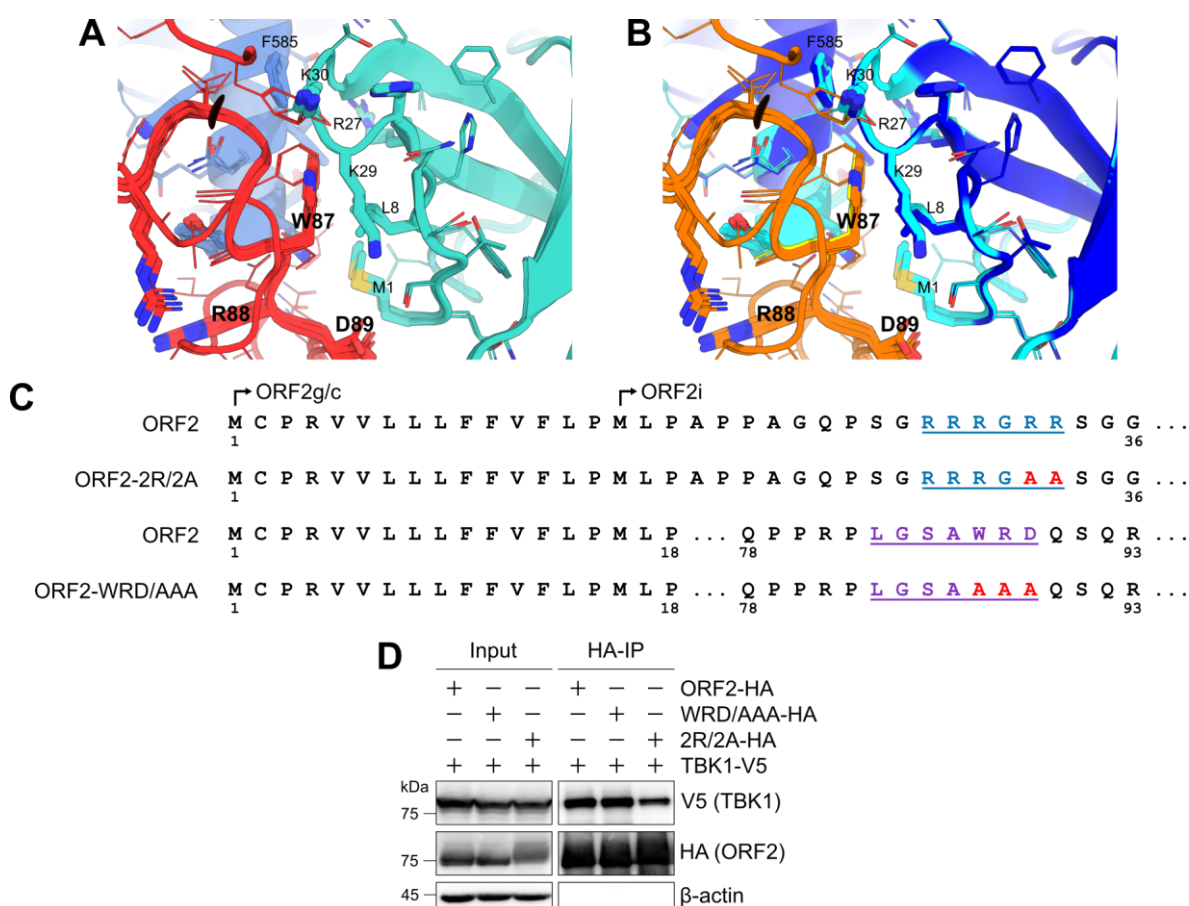 A
F585
K30
R27
K29
W87
L8
M1
R88
D89
B
F585
K30
R27
K29
W87
L8
M1
R88
D89
C
ORF2g/c ORF2i
ORF2 M C P R V V L L L F F V F L P M L P A P P A G Q P S G R R R G R R S G G ...
1 36
ORF2-2R/2A M C P R V V L L L F F V F L P M L P A P P A G Q P S G R R R G A A S G G ...
1 36
ORF2 M C P R V V L L L F F V F L P M L P ... Q P P R P L G S A W R D Q S Q R ...
1 18 78 93
ORF2-WRD/AAA M C P R V V L L L F F V F L P M L P ... Q P P R P L G S A A A A Q S Q R ...
1 18 78 93
D
Input HA-IP
+ − − + − − ORF2-HA
− + − − + − WRD/AAA-HA
− − + − − + 2R/2A-HA
+ + + + + + TBK1-V5
kDa
75 V5 (TBK1)
75 HA (ORF2)
45 β-actin